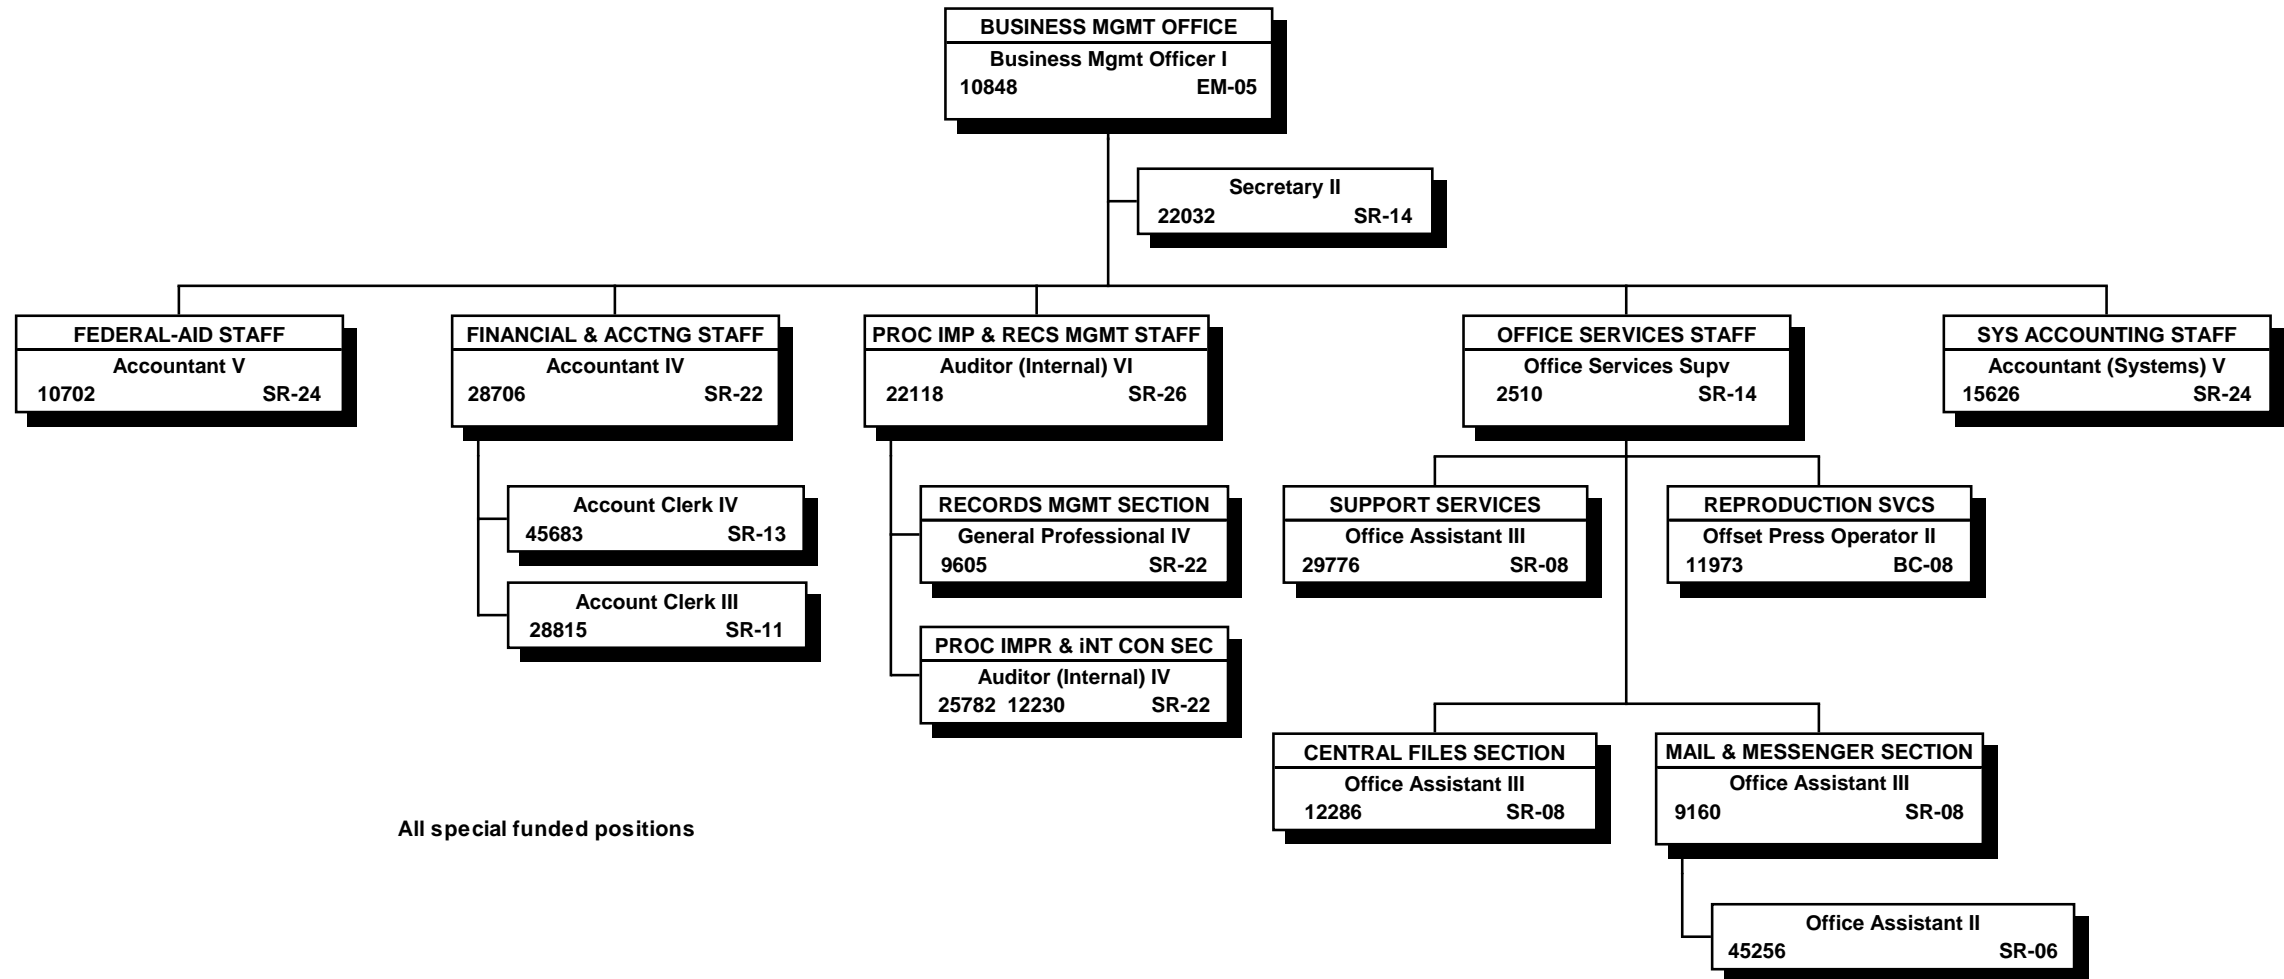 BUSINESS MGMT OFFICE
Business Mgmt Officer I
10848 EM-05
Secretary II
22032 SR-14
FEDERAL-AID STAFF
Accountant V
10702 SR-24
FINANCIAL & ACCTNG STAFF
Accountant IV
28706 SR-22
Account Clerk IV
45683 SR-13
Account Clerk III
28815 SR-11
PROC IMP & RECS MGMT STAFF
Auditor (Internal) VI
22118 SR-26
RECORDS MGMT SECTION
General Professional IV
9605 SR-22
PROC IMPR & iNT CON SEC
Auditor (Internal) IV
25782 12230 SR-22
OFFICE SERVICES STAFF
Office Services Supv
2510 SR-14
SUPPORT SERVICES
Office Assistant III
29776 SR-08
REPRODUCTION SVCS
Offset Press Operator II
11973 BC-08
CENTRAL FILES SECTION
Office Assistant III
12286 SR-08
MAIL & MESSENGER SECTION
Office Assistant III
9160 SR-08
Office Assistant II
45256 SR-06
SYS ACCOUNTING STAFF
Accountant (Systems) V
15626 SR-24
All special funded positions